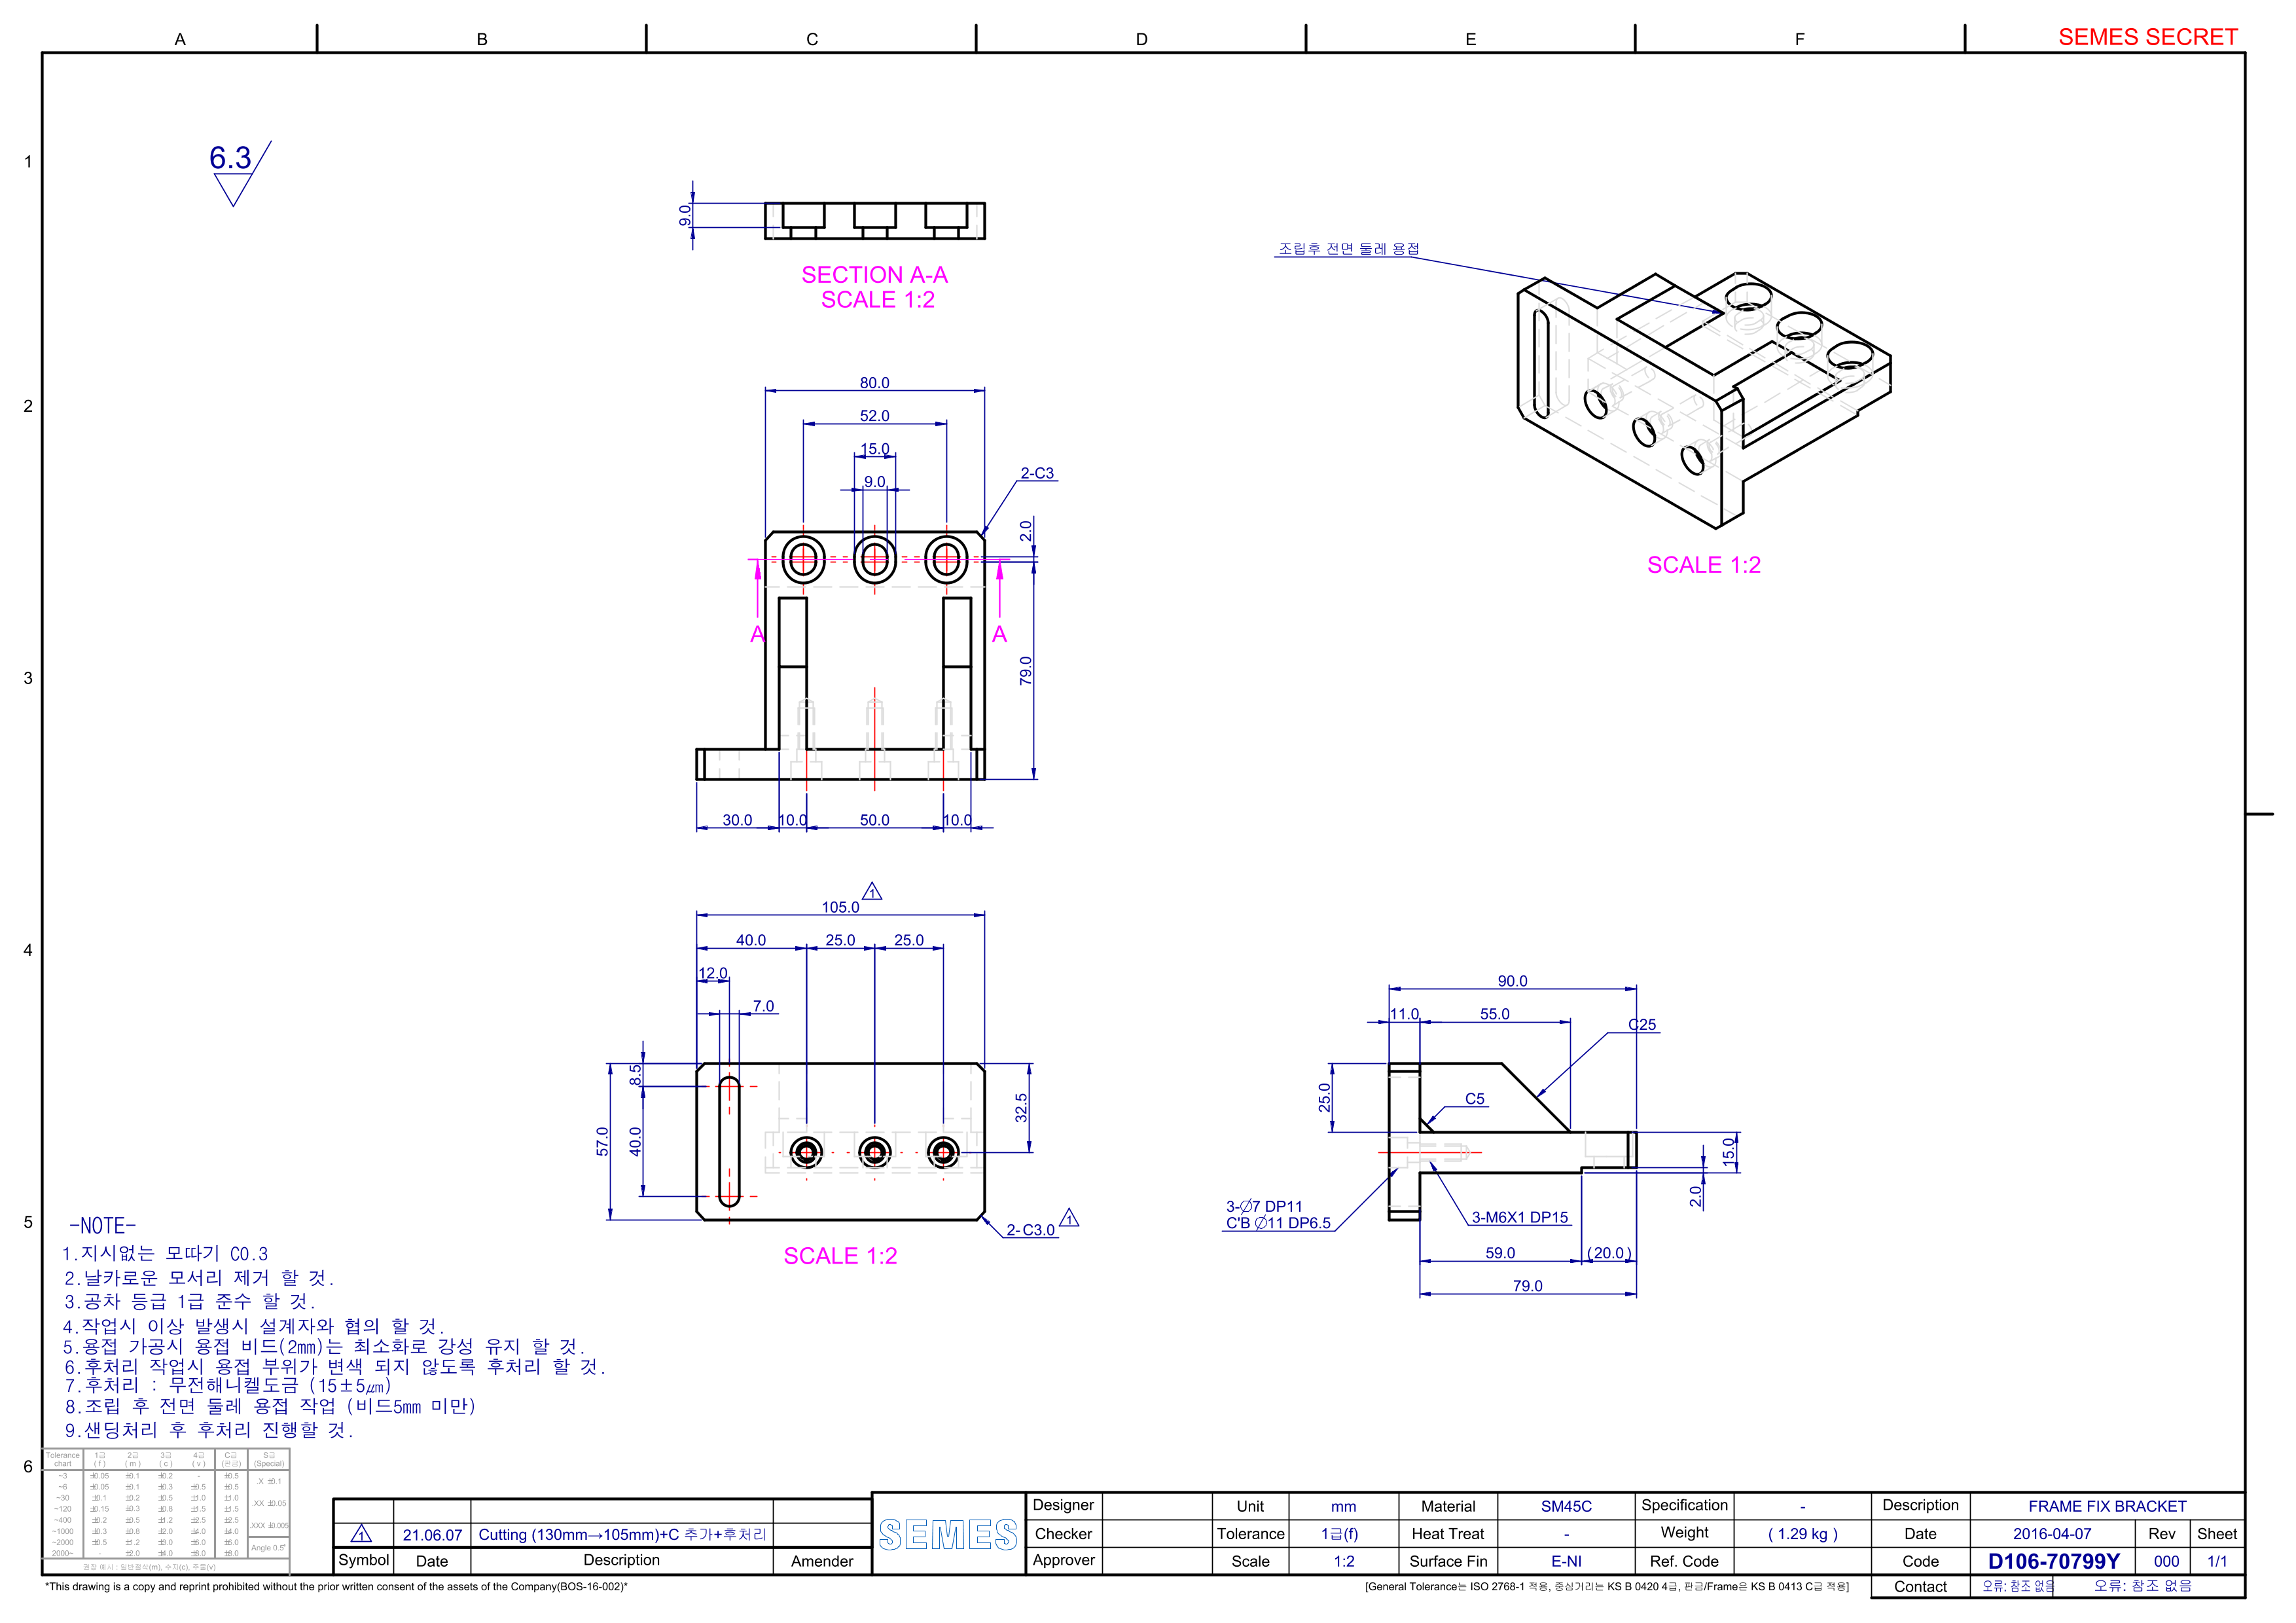 A B C D E F SEMES SECRET
1
2
3
4
5
6
6.3
9.0
SECTION A-A
SCALE 1:2
조립후 전면 둘레 용접
SCALE 1:2
80.0
52.0
15.0
9.0
2-C3
2.0
79.0
A A
30.0 10.0 50.0 10.0
1
105.0
40.0 25.0 25.0
12.0
7.0
8.5
57.0
40.0
32.5
2-C3.0 1
SCALE 1:2
90.0
11.0 55.0
C25
25.0
C5
15.0
2.0
3-∅7 DP11
C'B ∅11 DP6.5
3-M6X1 DP15
59.0 (20.0)
79.0
-NOTE-
1.지시없는 모따기 C0.3
2.날카로운 모서리 제거 할 것.
3.공차 등급 1급 준수 할 것.
4.작업시 이상 발생시 설계자와 협의 할 것.
5.용접 가공시 용접 비드(2mm)는 최소화로 강성 유지 할 것.
6.후처리 작업시 용접 부위가 변색 되지 않도록 후처리 할 것.
7.후처리 : 무전해니켈도금 (15±5㎛)
8.조립 후 전면 둘레 용접 작업 (비드5mm 미만)
9.샌딩처리 후 후처리 진행할 것.
Tolerance chart 1급 (f) 2급 (m) 3급 (c) 4급 (v) C급 (판금) S급 (Special)
~3 ±0.05 ±0.1 ±0.2 - ±0.5 .X ±0.1
~6 ±0.05 ±0.1 ±0.3 ±0.5 ±0.5
~30 ±0.1 ±0.2 ±0.5 ±1.0 ±1.0 .XX ±0.05
~120 ±0.15 ±0.3 ±0.8 ±1.5 ±1.5
~400 ±0.2 ±0.5 ±1.2 ±2.5 ±2.5 .XXX ±0.005
~1000 ±0.3 ±0.8 ±2.0 ±4.0 ±4.0
~2000 ±0.5 ±1.2 ±3.0 ±6.0 ±6.0 Angle 0.5°
2000~ - ±2.0 ±4.0 ±8.0 ±8.0
1 21.06.07 Cutting (130mm→105mm)+C 추가+후처리
Symbol Date Description Amender
SEMES
Designer Unit mm Material SM45C Specification - Description FRAME FIX BRACKET
Checker Tolerance 1급(f) Heat Treat - Weight ( 1.29 kg ) Date 2016-04-07 Rev Sheet
Approver Scale 1:2 Surface Fin E-NI Ref. Code Code D106-70799Y 000 1/1
Contact 오류: 참조 없음 오류: 참조 없음
*This drawing is a copy and reprint prohibited without the prior written consent of the assets of the Company(BOS-16-002)*
[General Tolerance는 ISO 2768-1 적용, 중심거리는 KS B 0420 4급, 판금/Frame은 KS B 0413 C급 적용]